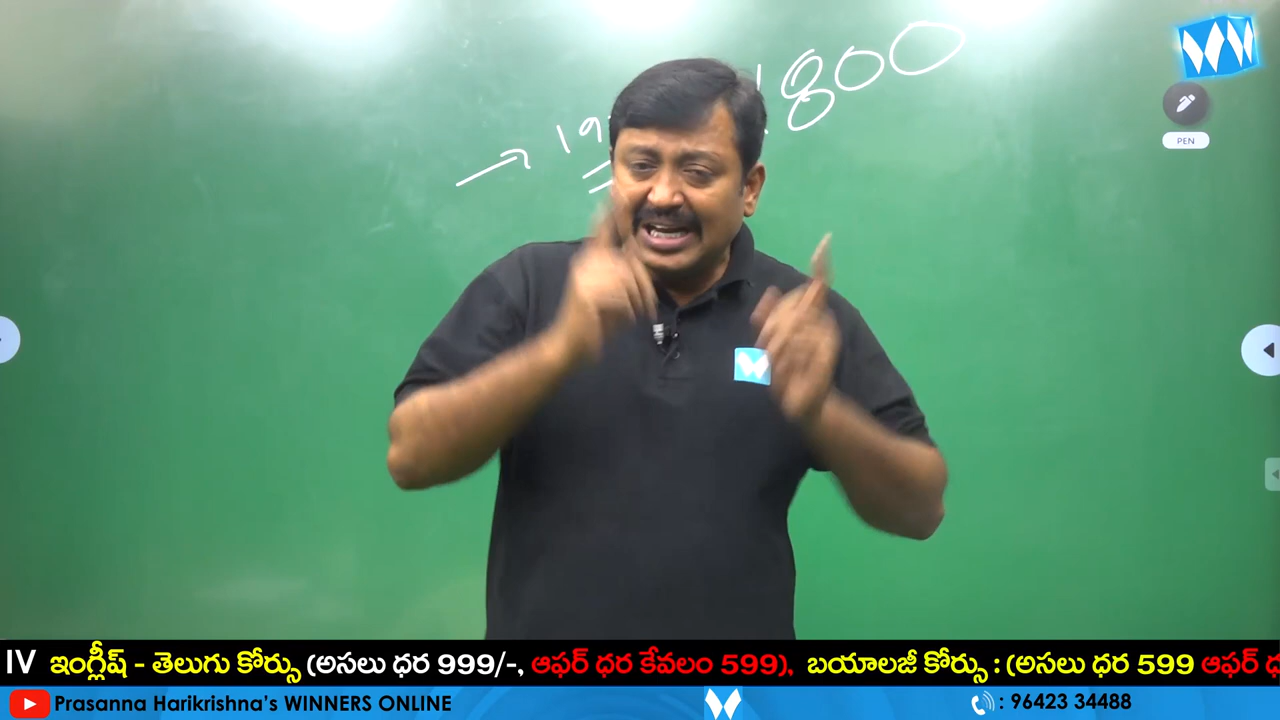 1800
→ 19
PEN
IV ఇంగ్లీష్ - తెలుగు కోర్సు (అసలు ధర 999/-, ఆఫర్ ధర కేవలం 599), బయాలజీ కోర్సు : (అసలు ధర 599 ఆఫర్
Prasanna Harikrishna's WINNERS ONLINE : 96423 34488